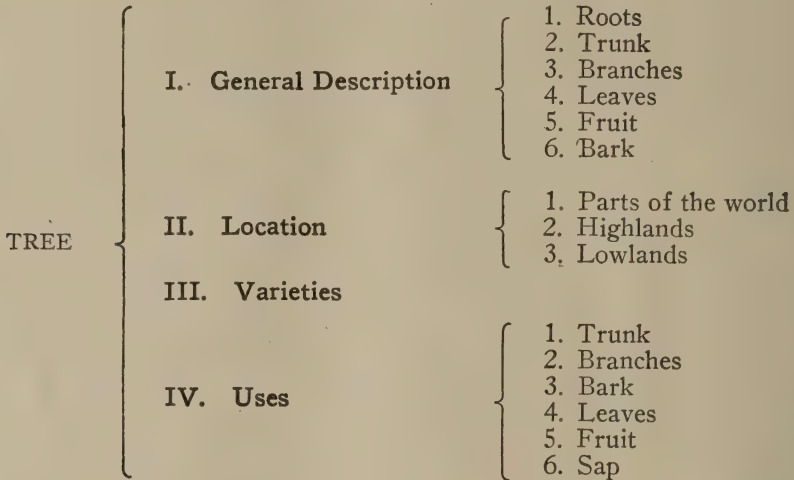 TREE
I. General Description
1. Roots
2. Trunk
3. Branches
4. Leaves
5. Fruit
6. Bark
II. Location
1. Parts of the world
2. Highlands
3. Lowlands
III. Varieties
IV. Uses
1. Trunk
2. Branches
3. Bark
4. Leaves
5. Fruit
6. Sap